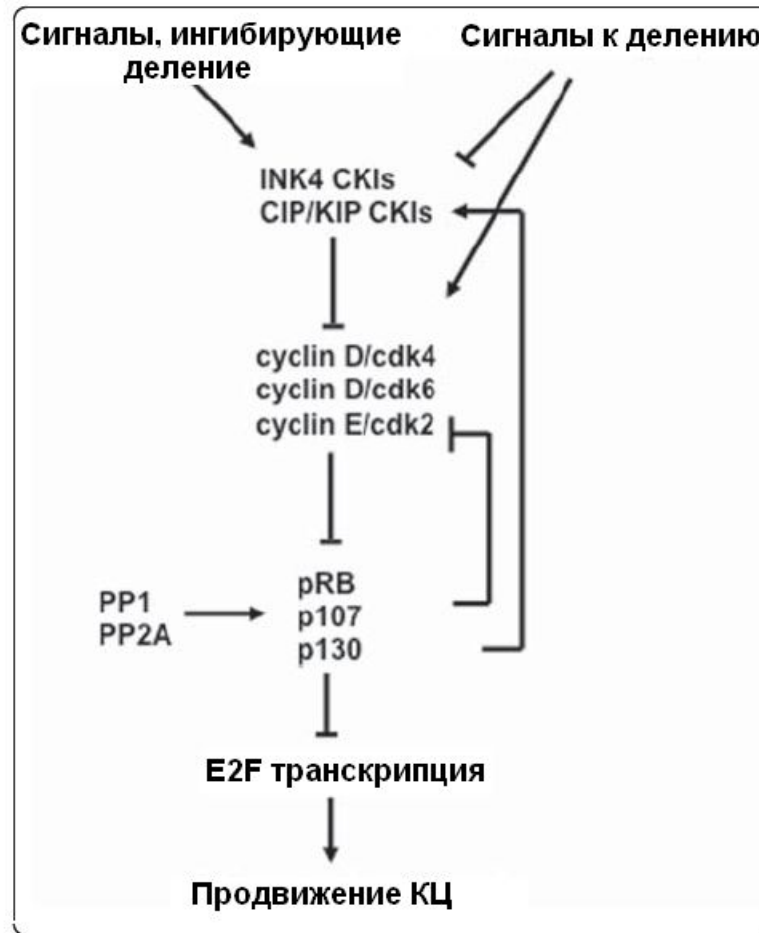 Сигналы, ингибирующие
деление
Сигналы к делению
INK4 CKIs
CIP/KIP CKIs
cyclin D/cdk4
cyclin D/cdk6
cyclin E/cdk2
PP1
PP2A
pRB
p107
p130
E2F транскрипция
Продвижение КЦ